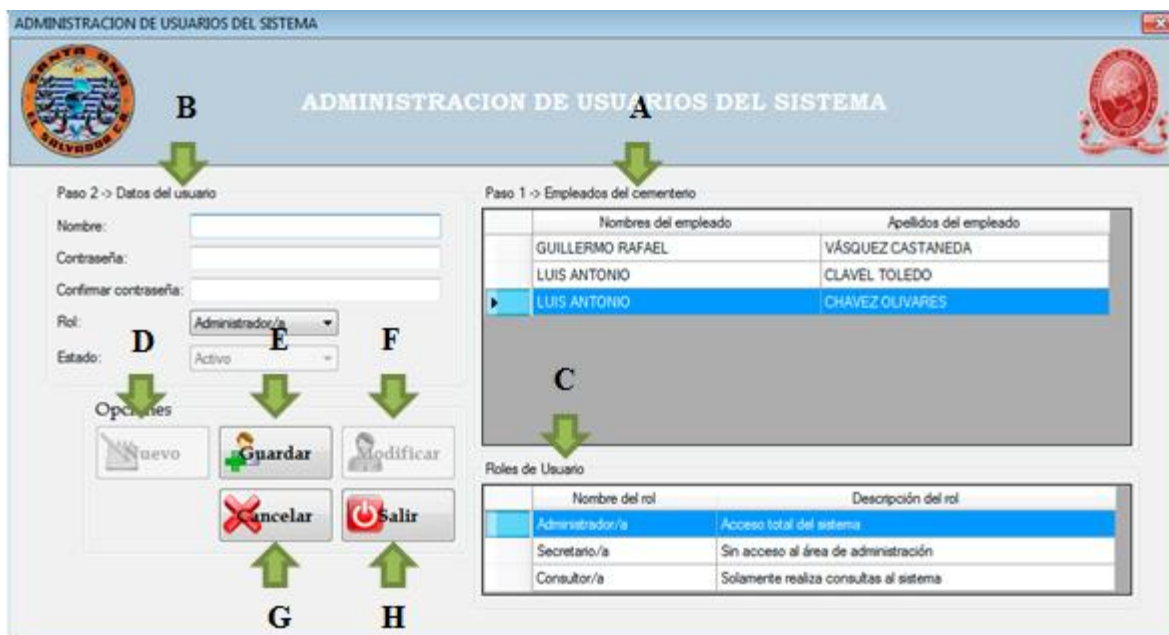 ADMINISTRACION DE USUARIOS DEL SISTEMA
SANTA ANA
EL SALVADOR C.A.
ADMINISTRACION DE USUARIOS DEL SISTEMA
B
A
Paso 2 -> Datos del usuario
Nombre:
Contraseña:
Confirmar contraseña:
Rol:
Administrador/a
Estado:
Activo
D
E
F
Opciones
Nuevo
Guardar
Modificar
Cancelar
Salir
G
H
Paso 1 -> Empleados del cementerio
Nombres del empleado Apellidos del empleado
GUILLERMO RAFAEL VÁSQUEZ CASTANEDA
LUIS ANTONIO CLAVEL TOLEDO
LUIS ANTONIO CHAVEZ OLIVARES
C
Roles de Usuario
Nombre del rol Descripción del rol
Administrador/a Acceso total del sistema
Secretario/a Sin acceso al área de administración
Consultor/a Solamente realiza consultas al sistema